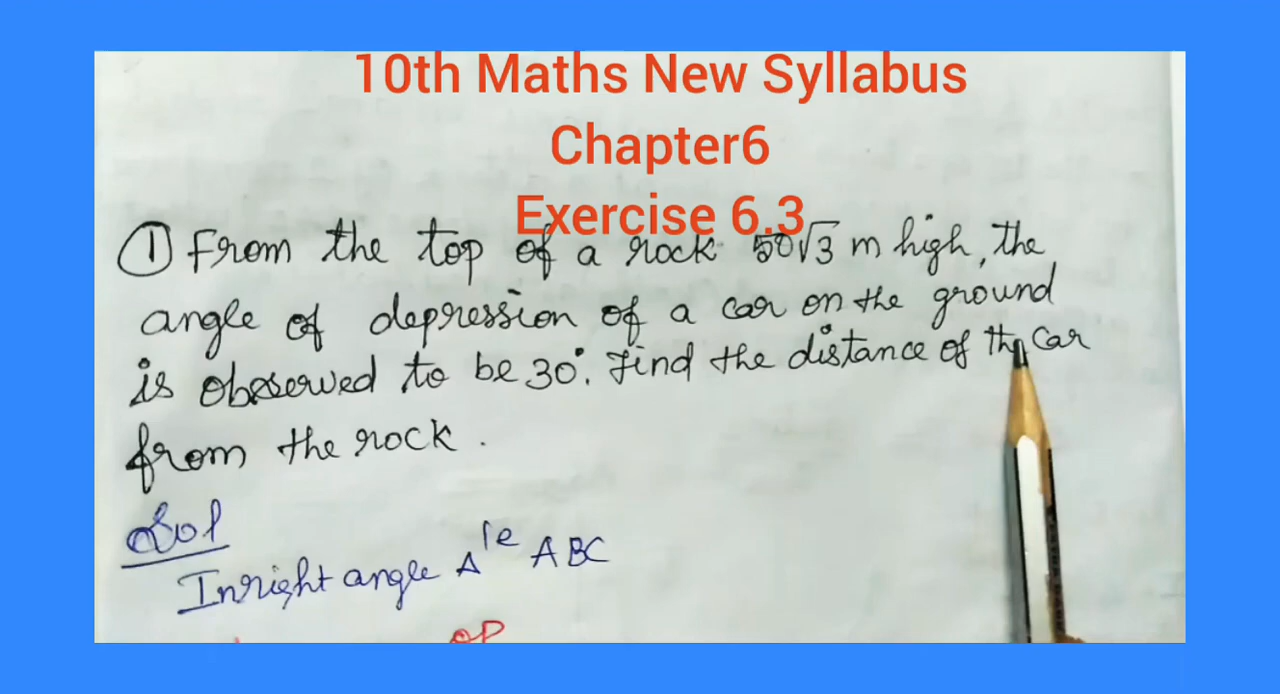 10th Maths New Syllabus
Chapter6
Exercise 6.3
① From the top of a rock 50√3 m high, the
angle of depression of a car on the ground
is observed to be 30°. Find the distance of the car
from the rock.
Sol
In right angle Δle ABC